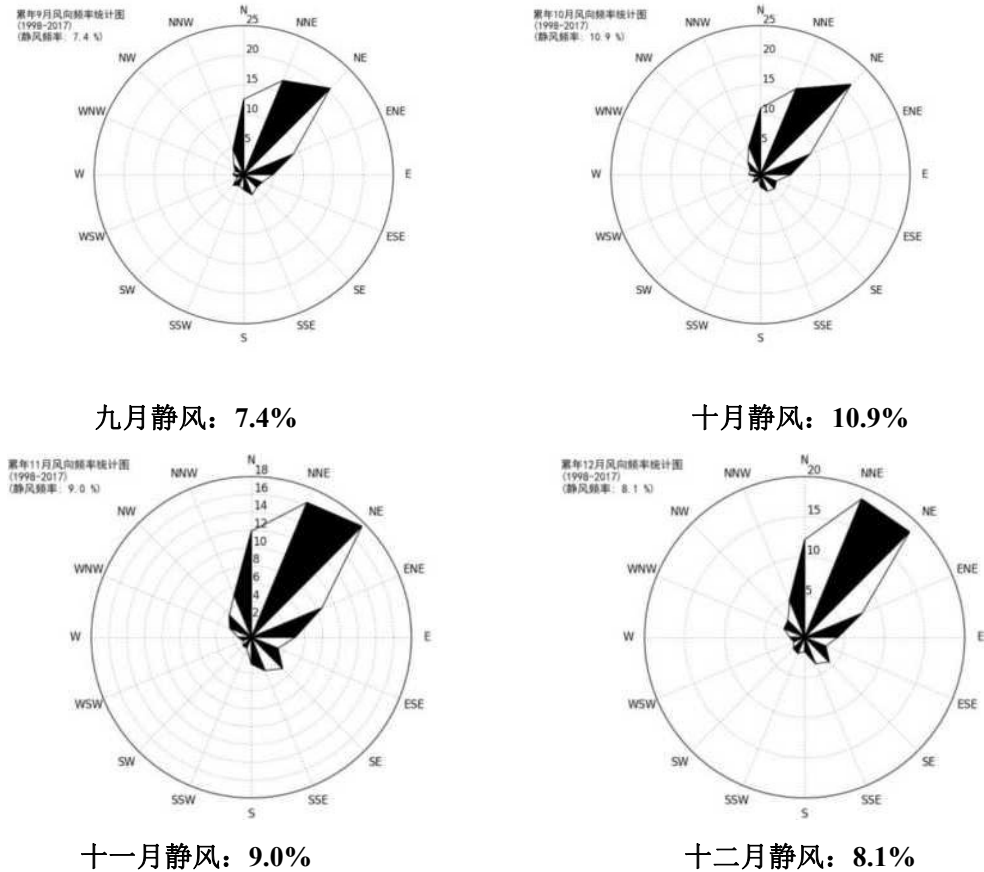 累年9月风向频率统计图
(1998-2017)
(静风频率: 7.4 %)
N
NNE
NE
ENE
E
ESE
SE
SSE
S
SSW
SW
WSW
W
WNW
NW
NNW
25
20
15
10
5
九月静风：7.4%
累年10月风向频率统计图
(1998-2017)
(静风频率: 10.9 %)
N
NNE
NE
ENE
E
ESE
SE
SSE
S
SSW
SW
WSW
W
WNW
NW
NNW
25
20
15
10
5
十月静风：10.9%
累年11月风向频率统计图
(1998-2017)
(静风频率: 9.0 %)
N
NNE
NE
ENE
E
ESE
SE
SSE
S
SSW
SW
WSW
W
WNW
NW
NNW
18
16
14
12
10
8
6
4
2
十一月静风：9.0%
累年12月风向频率统计图
(1998-2017)
(静风频率: 8.1 %)
N
NNE
NE
ENE
E
ESE
SE
SSE
S
SSW
SW
WSW
W
WNW
NW
NNW
20
15
10
5
十二月静风：8.1%